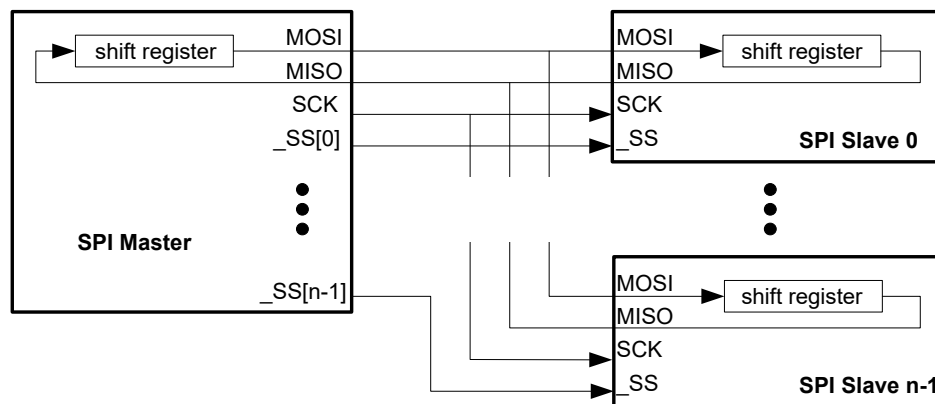 MOSI
shift register
MISO
SCK
_SS[0]
SPI Master
_SS[n-1]
MOSI
shift register
MISO
SCK
_SS
SPI Slave 0
MOSI
shift register
MISO
SCK
_SS
SPI Slave n-1